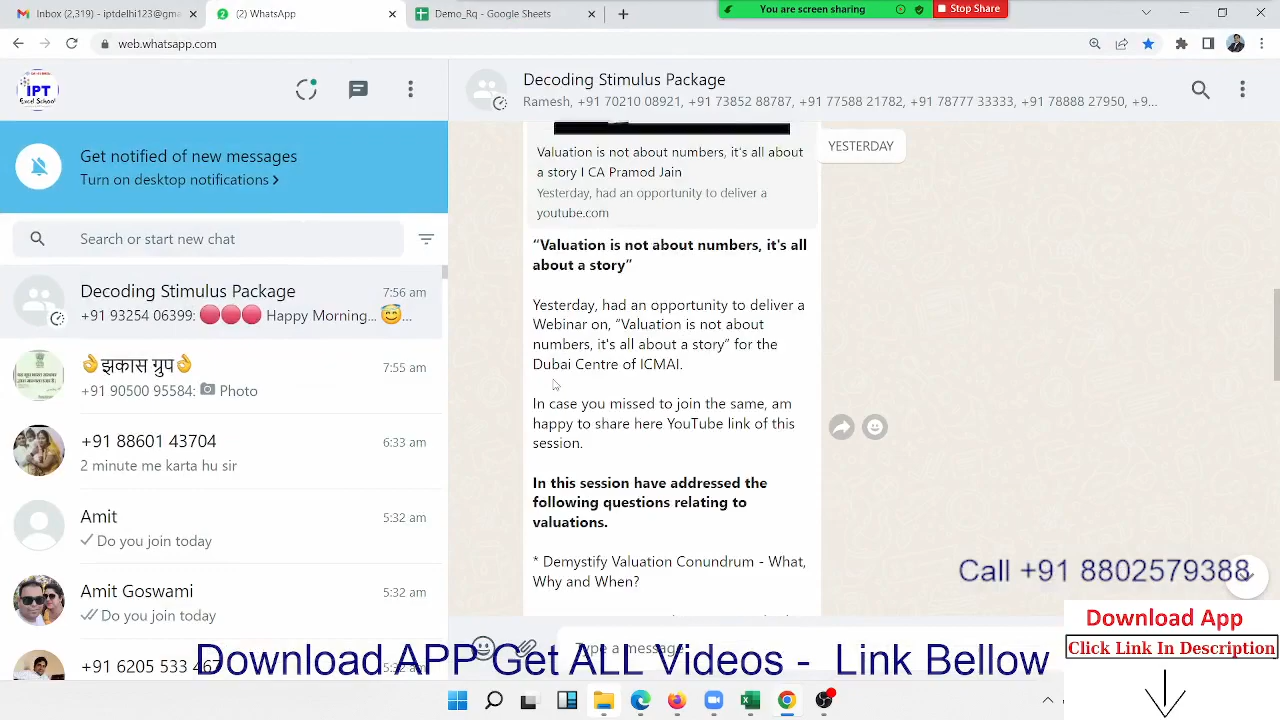 Inbox
@gm
You are screen sharing
Stop Share
(2) WhatsApp
Demo_Eq - Google Sheets
web.whatsapp.com
IPT
Excel School
Decoding Stimulus Package
Ramesh, +91 70210 08921, +91 73852 88787, +91 77588 21782, +91 78777 33333, +91 78888 27950, +9...
Get notified of new messages
Turn on desktop notifications >
Search or start new chat
Decoding Stimulus Package
7:56 am
+91 93254 06399: 🔴🔴🔴 Happy Morning... 😇...
👌झकास ग्रुप👌
7:55 am
+91 90500 95584: Photo
+91 88601 43704
6:33 am
2 minute me karta hu sir
Amit
5:32 am
Do you join today
Amit Goswami
5:32 am
Do you join today
+91 6205 533 467
YESTERDAY
Valuation is not about numbers, it's all about
a story I CA Pramod Jain
Yesterday, had an opportunity to deliver a
youtube.com
“Valuation is not about numbers, it's all
about a story”
Yesterday, had an opportunity to deliver a
Webinar on, “Valuation is not about
numbers, it's all about a story” for the
Dubai Centre of ICMAI.
In case you missed to join the same, am
happy to share here YouTube link of this
session.
In this session have addressed the
following questions relating to
valuations.
* Demystify Valuation Conundrum - What,
Why and When?
Type a message
Call +91 8802579388
Download App
Click Link In Description
Download APP Get ALL Videos - Link Bellow